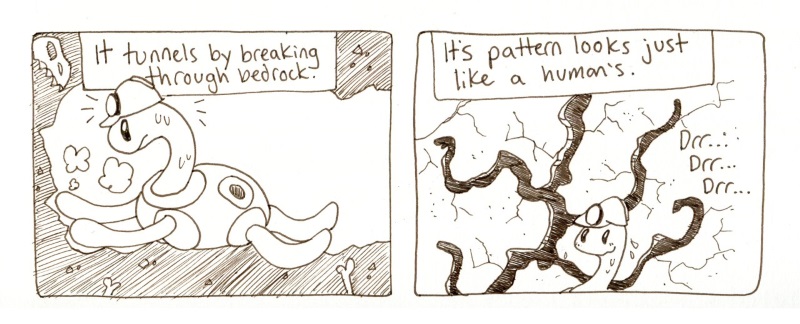 It tunnels by breaking
through bedrock.
It's pattern looks just
like a human's.
Drr...
Drr...
Drr...